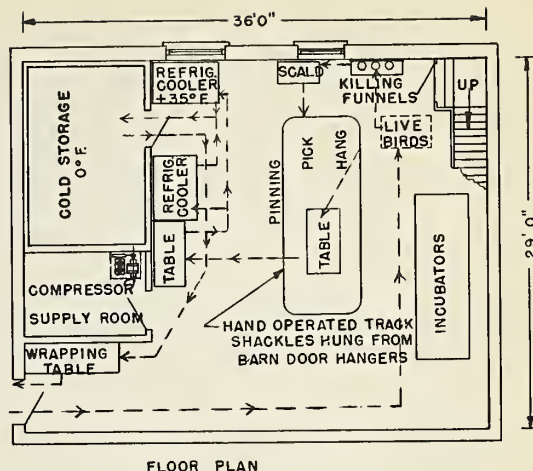 36'0"
REFRIG.
COOLER
+35°F.
SCALD
KILLING
FUNNELS
UP
LIVE
BIRDS
COLD STORAGE
0°F.
REFRIG.
COOLER
PINNING
PICK
HANG
TABLE
TABLE
INCUBATORS
29'0"
COMPRESSOR
SUPPLY ROOM
HAND OPERATED TRACK
SHACKLES HUNG FROM
BARN DOOR HANGERS
WRAPPING
TABLE
FLOOR PLAN